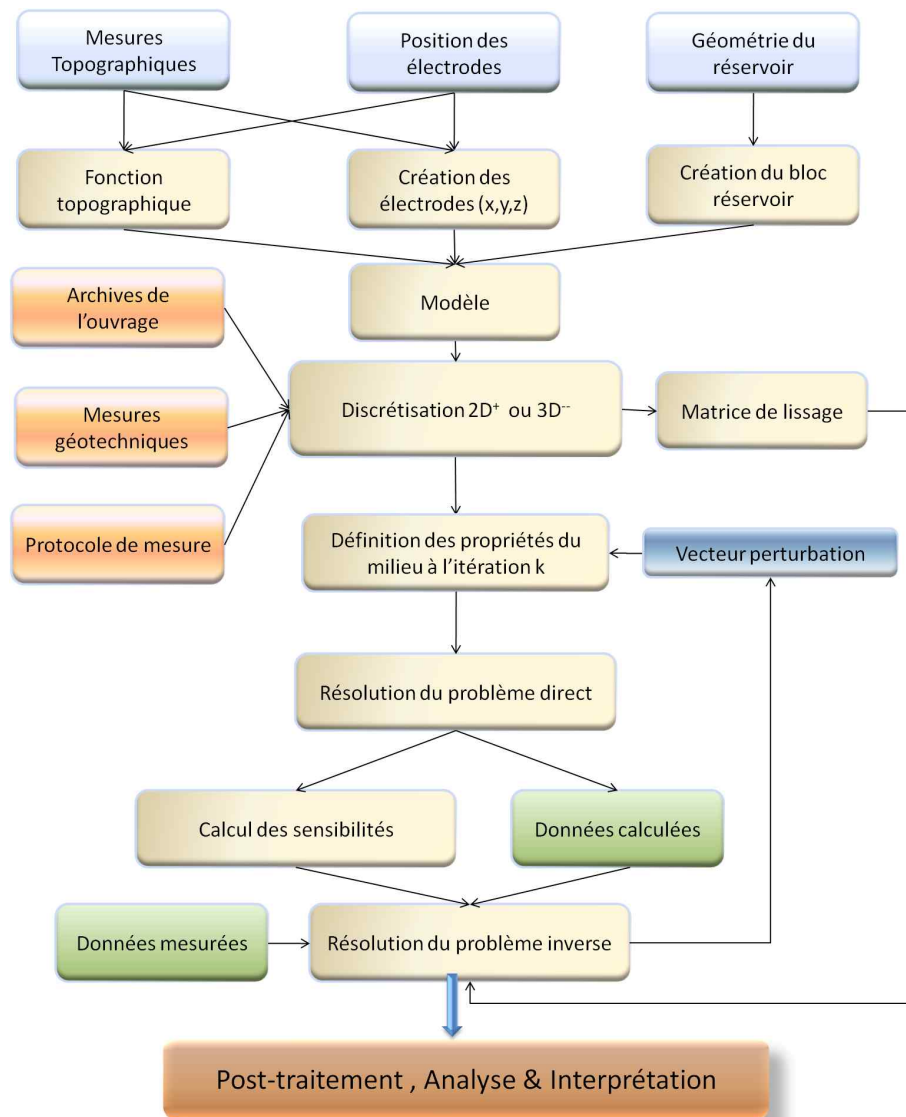 Mesures
Topographiques
Position des
électrodes
Géométrie du
réservoir
Fonction
topographique
Création des
électrodes (x,y,z)
Création du bloc
réservoir
Modèle
Archives de
l'ouvrage
Mesures
géotechniques
Protocole de mesure
Discrétisation 2D⁺ ou 3D⁻⁻
Matrice de lissage
Définition des propriétés du
milieu à l'itération k
Vecteur perturbation
Résolution du problème direct
Calcul des sensibilités
Données calculées
Données mesurées
Résolution du problème inverse
Post-traitement , Analyse & Interprétation